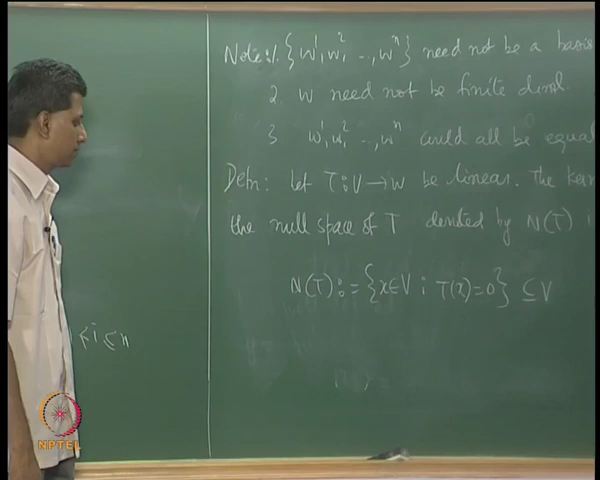 Note: 1. {w¹, w², ..., wⁿ} need not be a basis
2 W need not be finite diml.
3 w¹, w², ..., wⁿ could all be equal
Defn: Let T: V → W be linear. The
the null space of T denoted by N(T)
N(T) := {x ∈ V ; T(x) = 0} ⊆ V
≤ i ≤ n
NPTEL